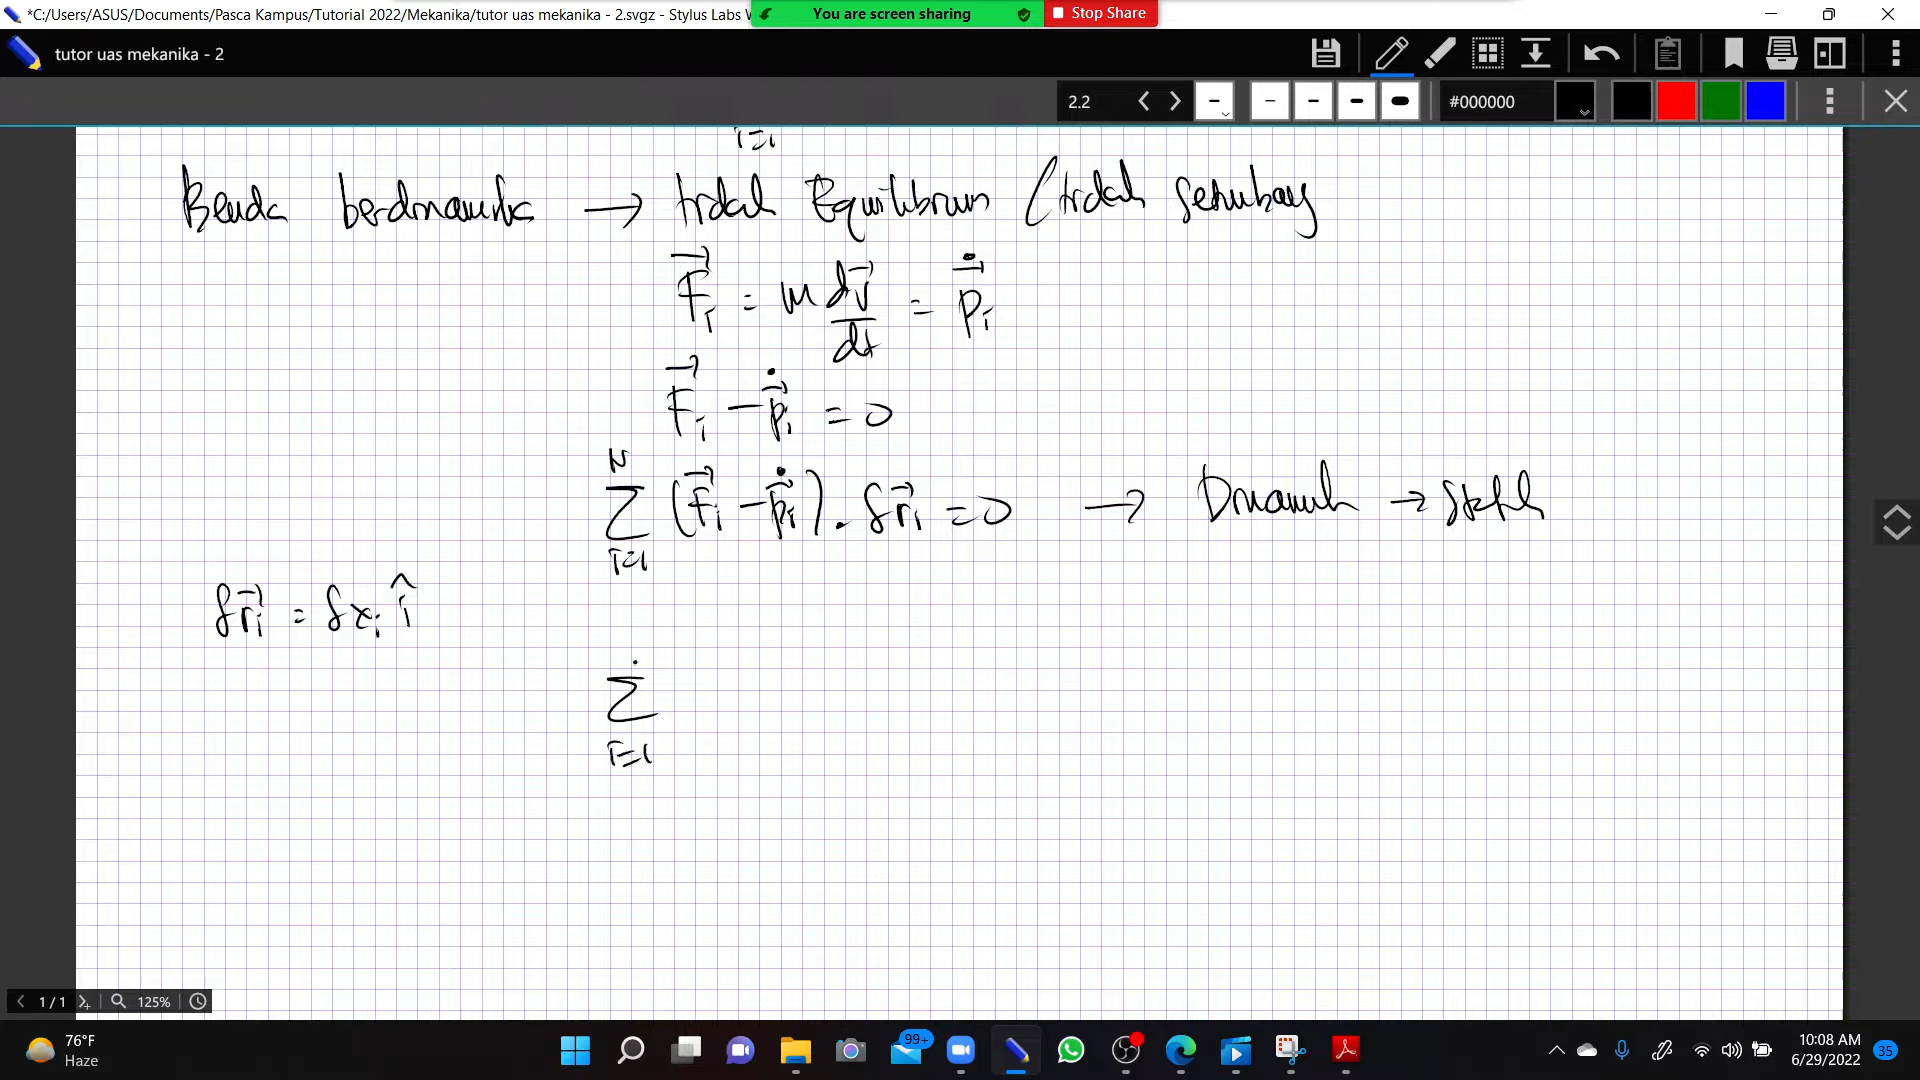 *C:/Users/ASUS/Documents/Pasca Kampus/Tutorial 2022/Mekanika/tutor uas mekanika - 2.svgz - Stylus Labs W
You are screen sharing
Stop Share
tutor uas mekanika - 2
2.2
#000000
i=1
Benda berdinamika → tidak Equilibrium (tidak setimbang
F⃗ᵢ = m dv⃗/dt = ṗ⃗ᵢ
F⃗ᵢ − ṗ⃗ᵢ = 0
N ∑ i=1 (F⃗ᵢ − ṗ⃗ᵢ) . δr⃗ᵢ = 0 → Dinamik → statik
δr⃗ᵢ = δxᵢ î
∑ i=1
1 / 1
125%
76°F
Haze
99+
10:08 AM
6/29/2022
35